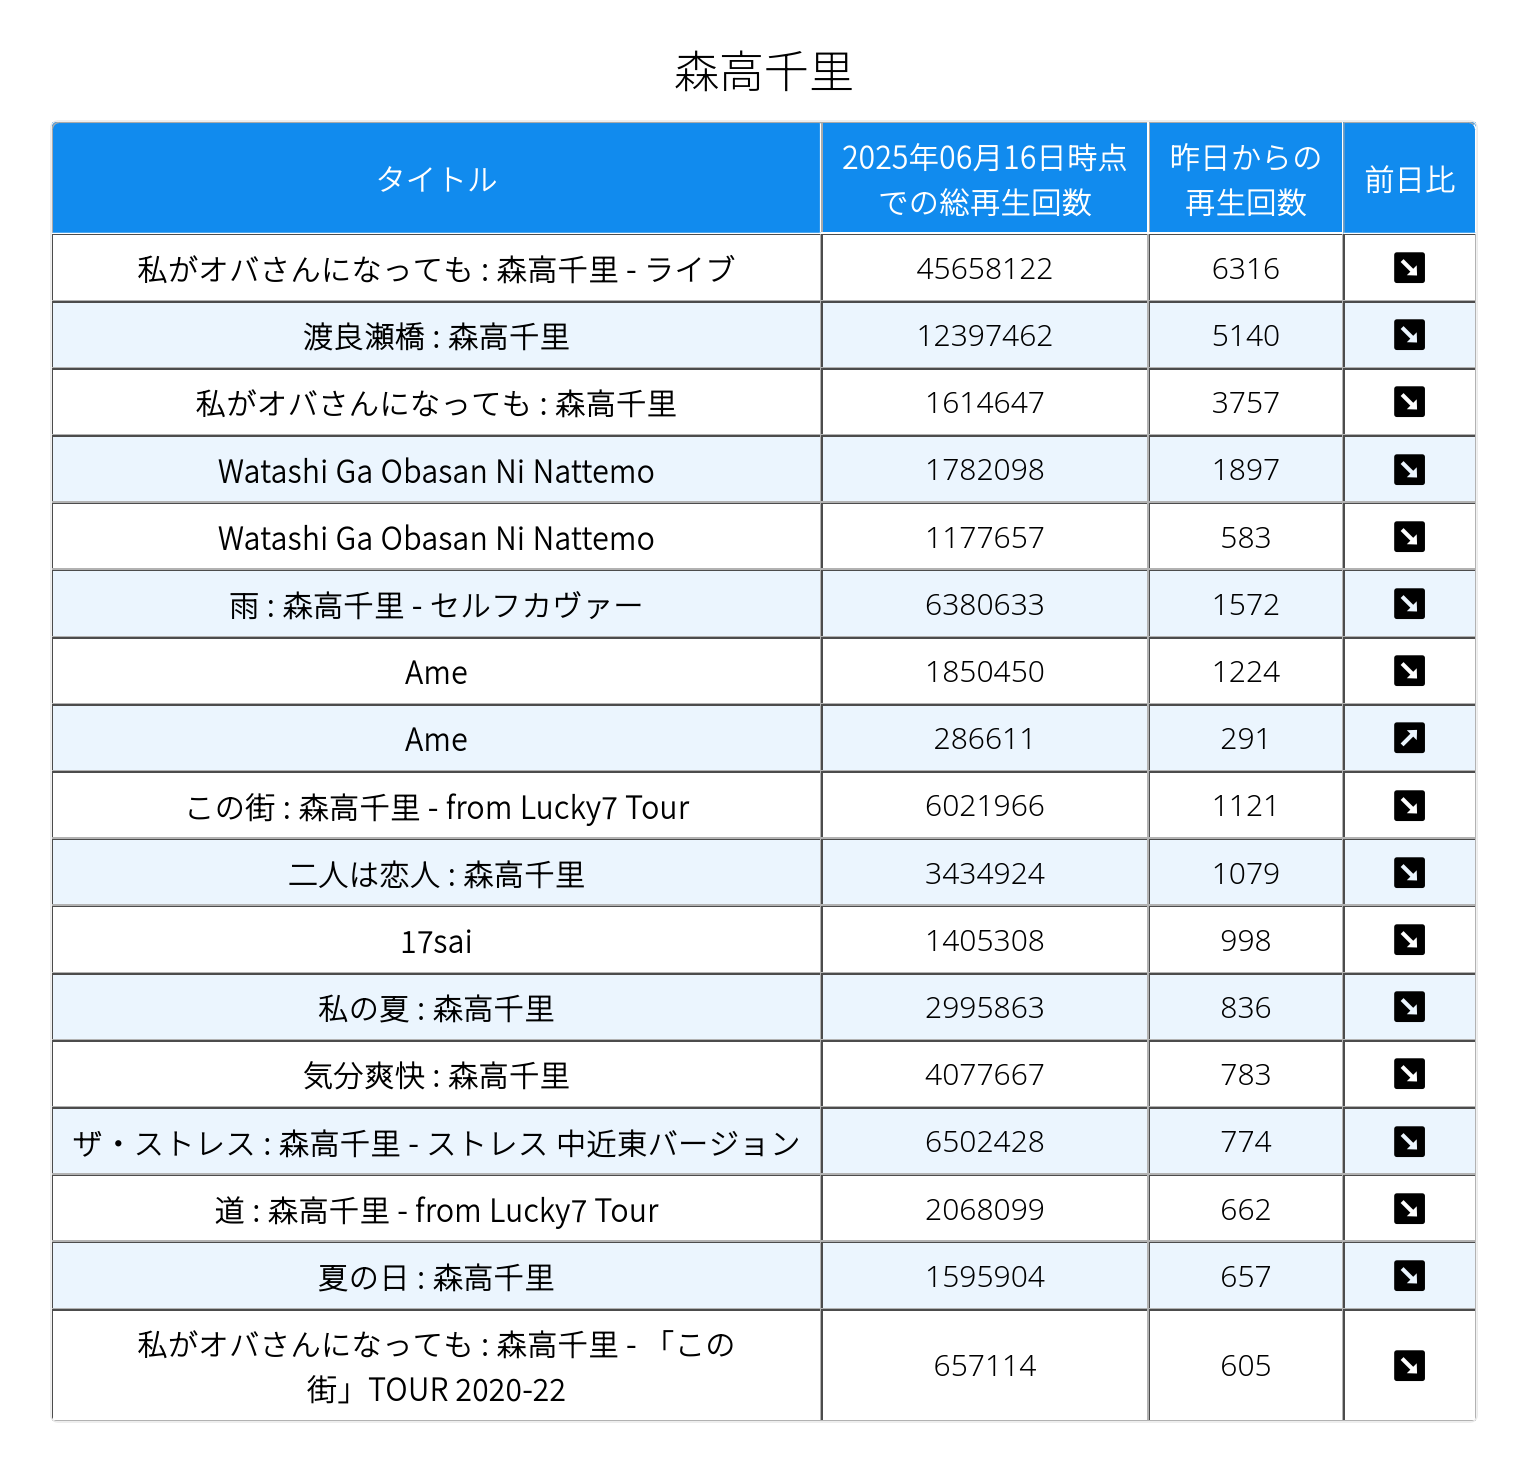 森高千里
タイトル
2025年06月16日時点
での総再生回数
昨日からの
再生回数
前日比
私がオバさんになっても : 森高千里 - ライブ 45658122 6316 ↘
渡良瀬橋 : 森高千里 12397462 5140 ↘
私がオバさんになっても : 森高千里 1614647 3757 ↘
Watashi Ga Obasan Ni Nattemo 1782098 1897 ↘
Watashi Ga Obasan Ni Nattemo 1177657 583 ↘
雨 : 森高千里 - セルフカヴァー 6380633 1572 ↘
Ame 1850450 1224 ↘
Ame 286611 291 ↗
この街 : 森高千里 - from Lucky7 Tour 6021966 1121 ↘
二人は恋人 : 森高千里 3434924 1079 ↘
17sai 1405308 998 ↘
私の夏 : 森高千里 2995863 836 ↘
気分爽快 : 森高千里 4077667 783 ↘
ザ・ストレス : 森高千里 - ストレス 中近東バージョン 6502428 774 ↘
道 : 森高千里 - from Lucky7 Tour 2068099 662 ↘
夏の日 : 森高千里 1595904 657 ↘
私がオバさんになっても : 森高千里 - 「この
街」TOUR 2020-22 657114 605 ↘